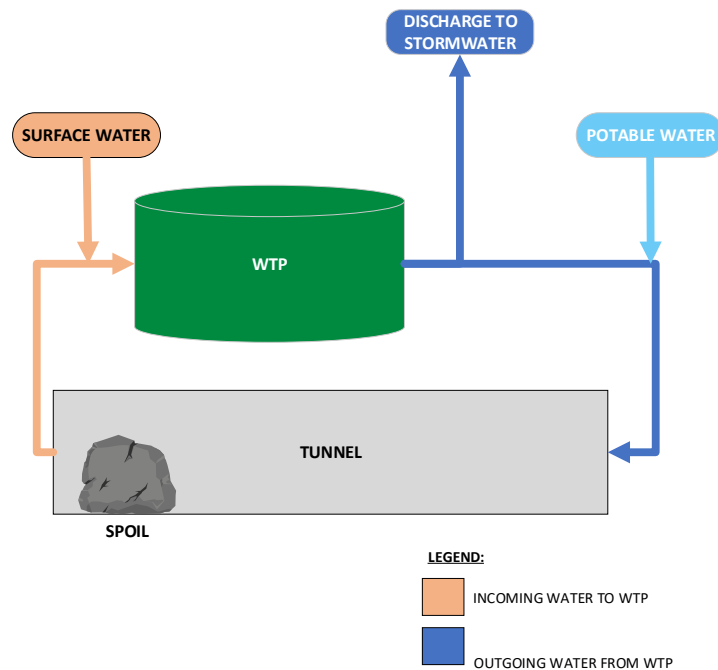 DISCHARGE TO
STORMWATER
SURFACE WATER
POTABLE WATER
WTP
TUNNEL
SPOIL
LEGEND:
INCOMING WATER TO WTP
OUTGOING WATER FROM WTP